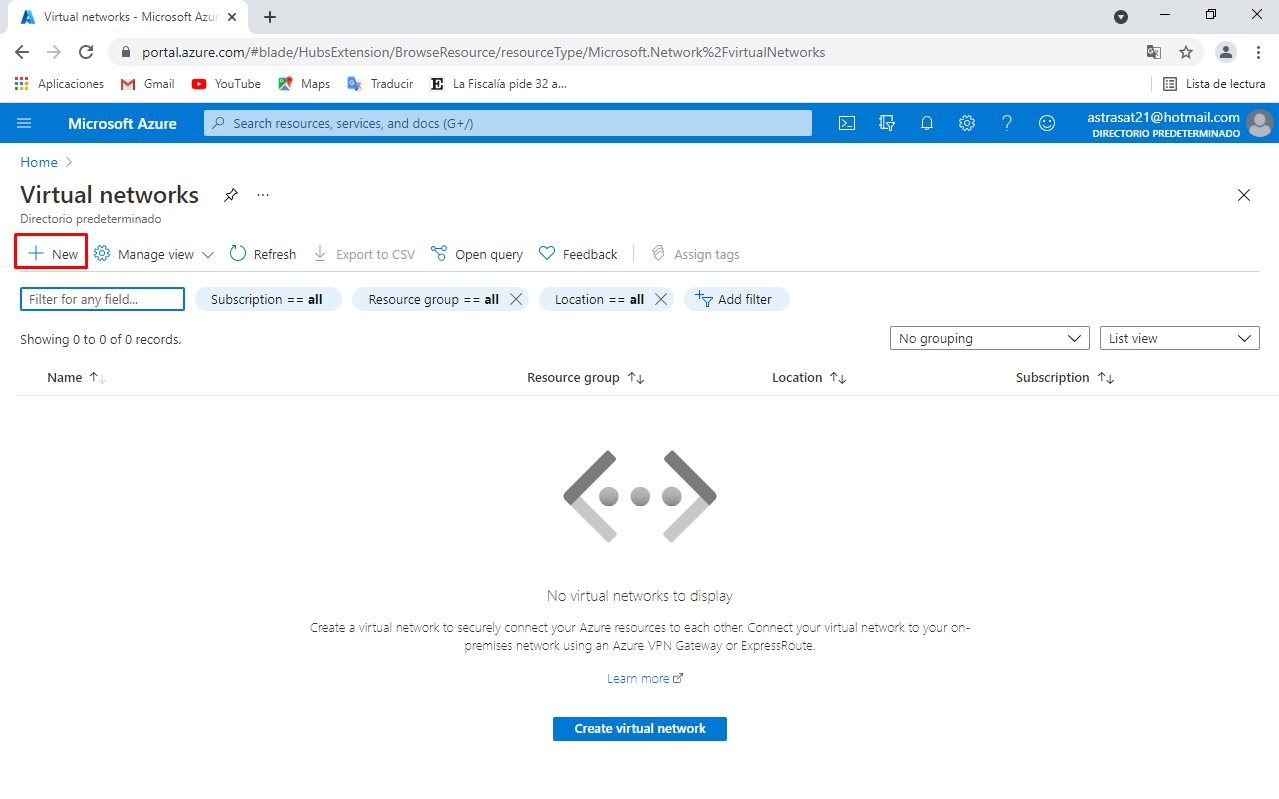 Virtual networks - Microsoft Azur
portal.azure.com/#blade/HubsExtension/BrowseResource/resourceType/Microsoft.Network%2FvirtualNetworks
Aplicaciones Gmail YouTube Maps Traducir E La Fiscalía pide 32 a... Lista de lectura
Microsoft Azure Search resources, services, and docs (G+/) astrasat21@hotmail.com
DIRECTORIO PREDETERMINADO
Home
Virtual networks ...
Directorio predeterminado
New Manage view Refresh Export to CSV Open query Feedback Assign tags
Filter for any field... Subscription == all Resource group == all Location == all Add filter
Showing 0 to 0 of 0 records. No grouping List view
Name Resource group Location Subscription
No virtual networks to display
Create a virtual network to securely connect your Azure resources to each other. Connect your virtual network to your on-
premises network using an Azure VPN Gateway or ExpressRoute.
Learn more
Create virtual network